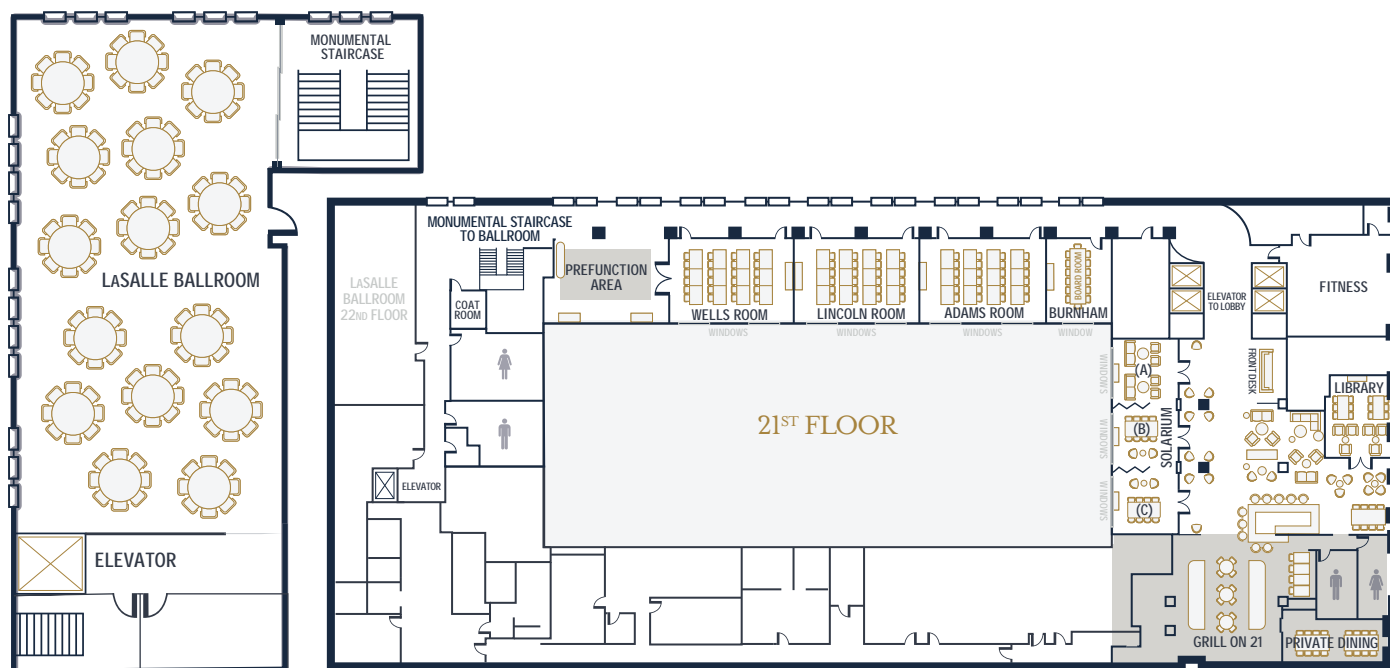 MONUMENTAL
STAIRCASE
LASALLE BALLROOM
ELEVATOR
MONUMENTAL STAIRCASE
TO BALLROOM
LASALLE
BALLROOM
22ND FLOOR
COAT
ROOM
PREFUNCTION
AREA
WELLS ROOM
LINCOLN ROOM
ADAMS ROOM
BOARD ROOM
BURNHAM
WINDOWS
WINDOWS
WINDOWS
WINDOW
ELEVATOR
TO LOBBY
FITNESS
FRONT DESK
LIBRARY
WINDOWS
WINDOWS
WINDOWS
(A)
(B)
(C)
SOLARIUM
21ST FLOOR
ELEVATOR
GRILL ON 21
PRIVATE DINING